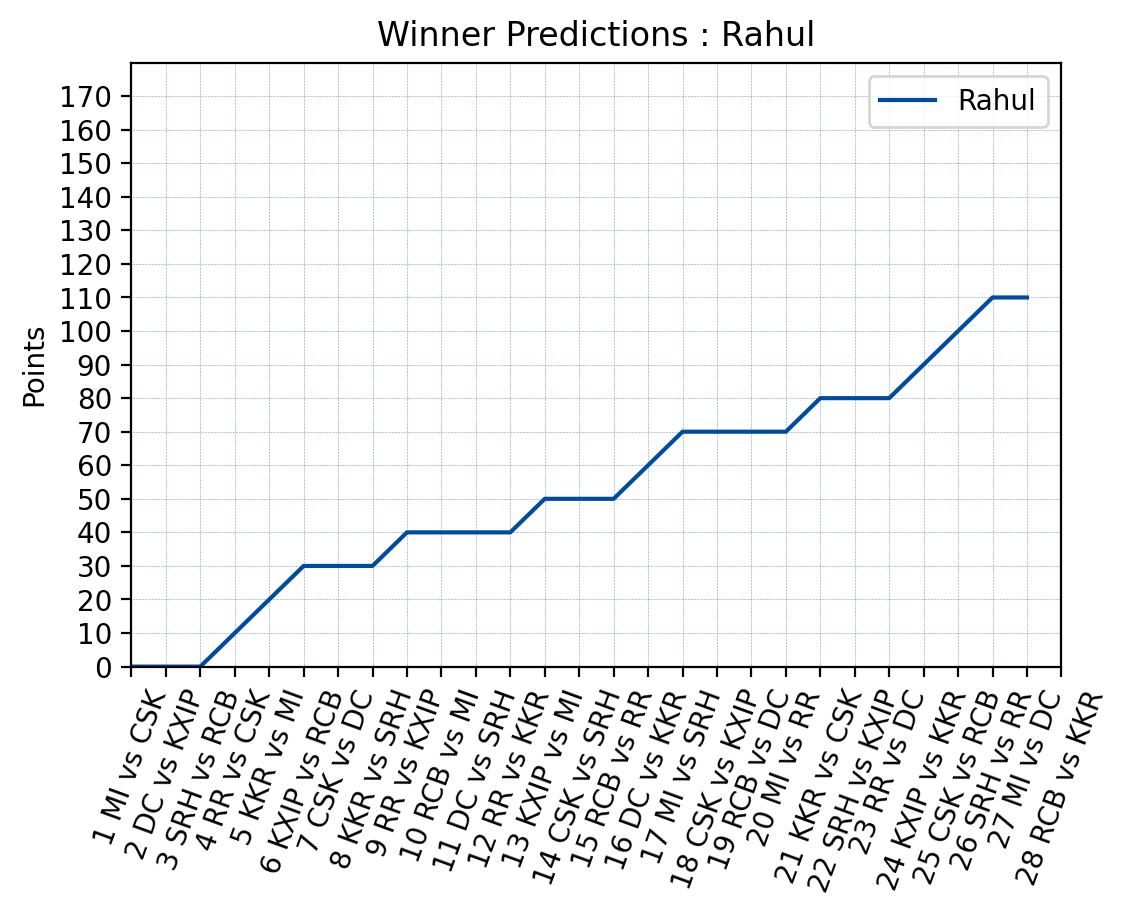 Winner Predictions : Rahul
Rahul
Points
170
160
150
140
130
120
110
100
90
80
70
60
50
40
30
20
10
0
1 MI vs CSK
2 DC vs KXIP
3 SRH vs RCB
4 RR vs CSK
5 KKR vs MI
6 KXIP vs RCB
7 CSK vs DC
8 KKR vs SRH
9 RR vs KXIP
10 RCB vs MI
11 DC vs SRH
12 RR vs KKR
13 KXIP vs MI
14 CSK vs SRH
15 RCB vs RR
16 DC vs KKR
17 MI vs SRH
18 CSK vs KXIP
19 RCB vs DC
20 MI vs RR
21 KKR vs CSK
22 SRH vs KXIP
23 RR vs DC
24 KXIP vs KKR
25 CSK vs RCB
26 SRH vs RR
27 MI vs DC
28 RCB vs KKR